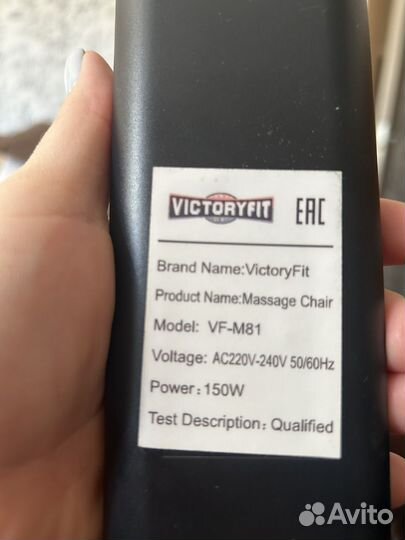 VICTORYFIT EAC
Brand Name:VictoryFit
Product Name:Massage Chair
Model: VF-M81
Voltage: AC220V-240V 50/60Hz
Power:150W
Test Description: Qualified
Avito